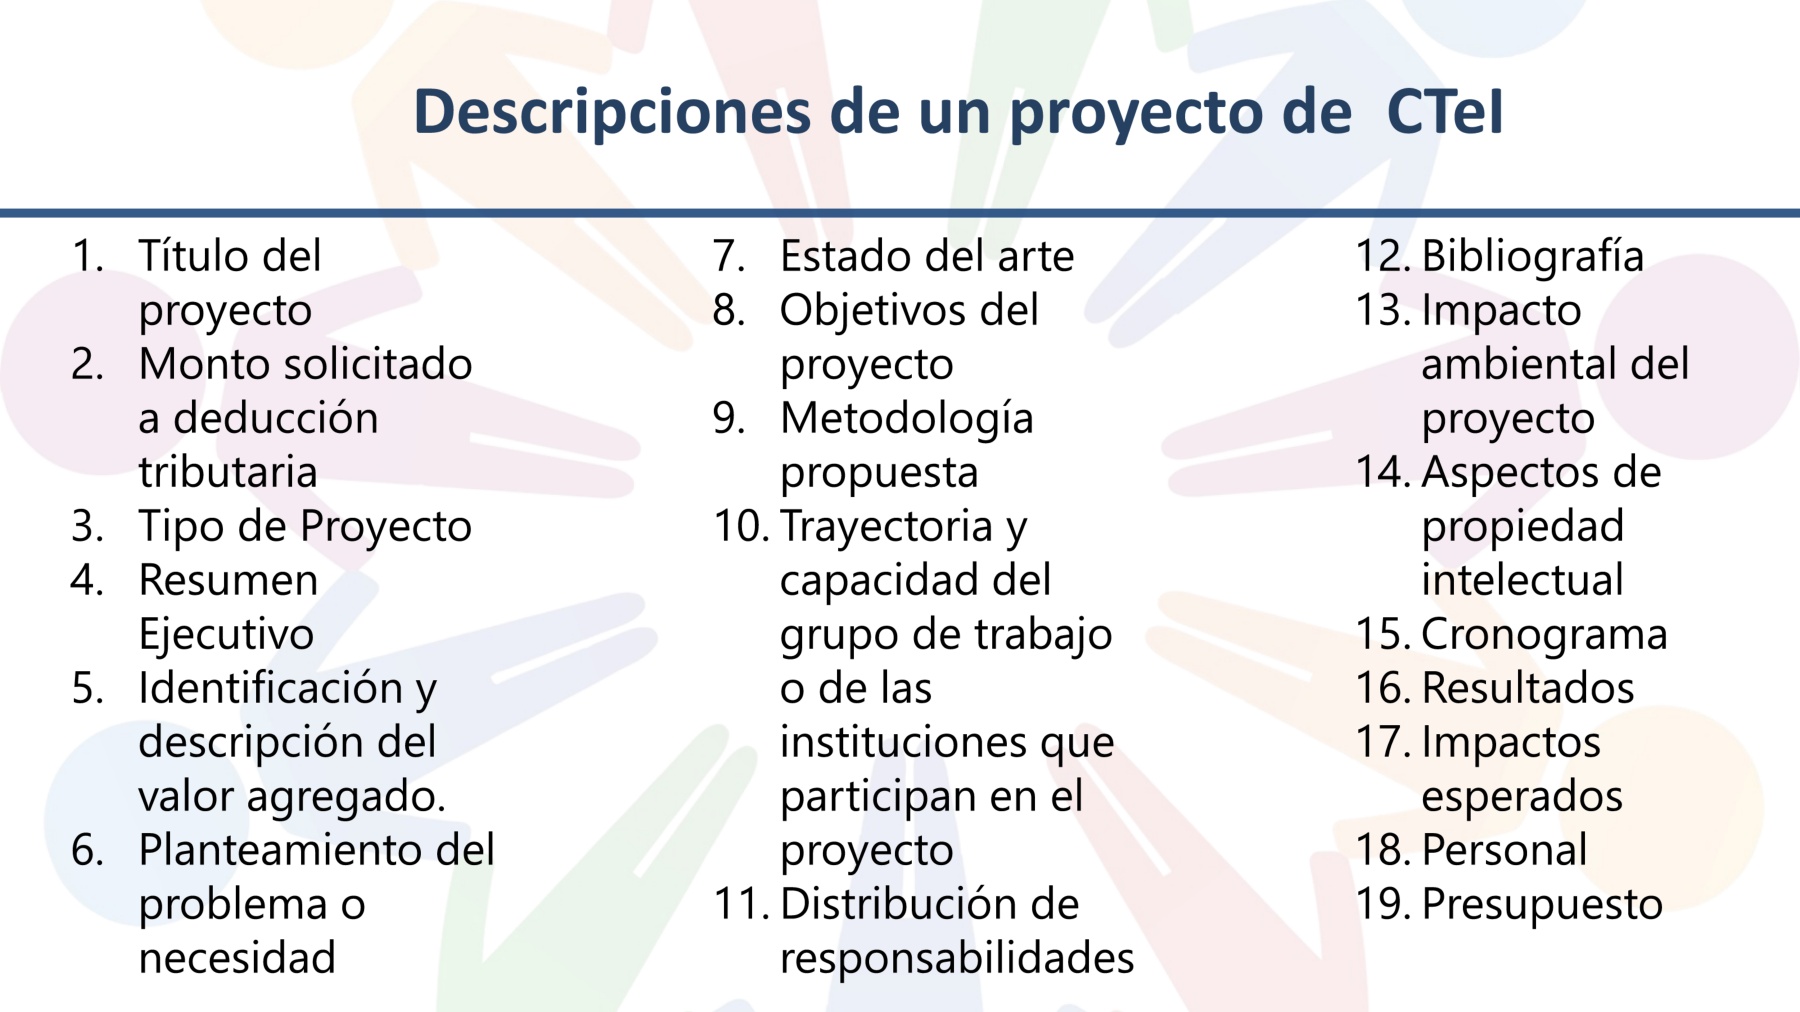 Descripciones de un proyecto de  CTeI
1. Título del
proyecto
2. Monto solicitado
a deducción
tributaria
3. Tipo de Proyecto
4. Resumen
Ejecutivo
5. Identificación y
descripción del
valor agregado.
6. Planteamiento del
problema o
necesidad
7. Estado del arte
8. Objetivos del
proyecto
9. Metodología
propuesta
10. Trayectoria y
capacidad del
grupo de trabajo
o de las
instituciones que
participan en el
proyecto
11. Distribución de
responsabilidades
12. Bibliografía
13. Impacto
ambiental del
proyecto
14. Aspectos de
propiedad
intelectual
15. Cronograma
16. Resultados
17. Impactos
esperados
18. Personal
19. Presupuesto